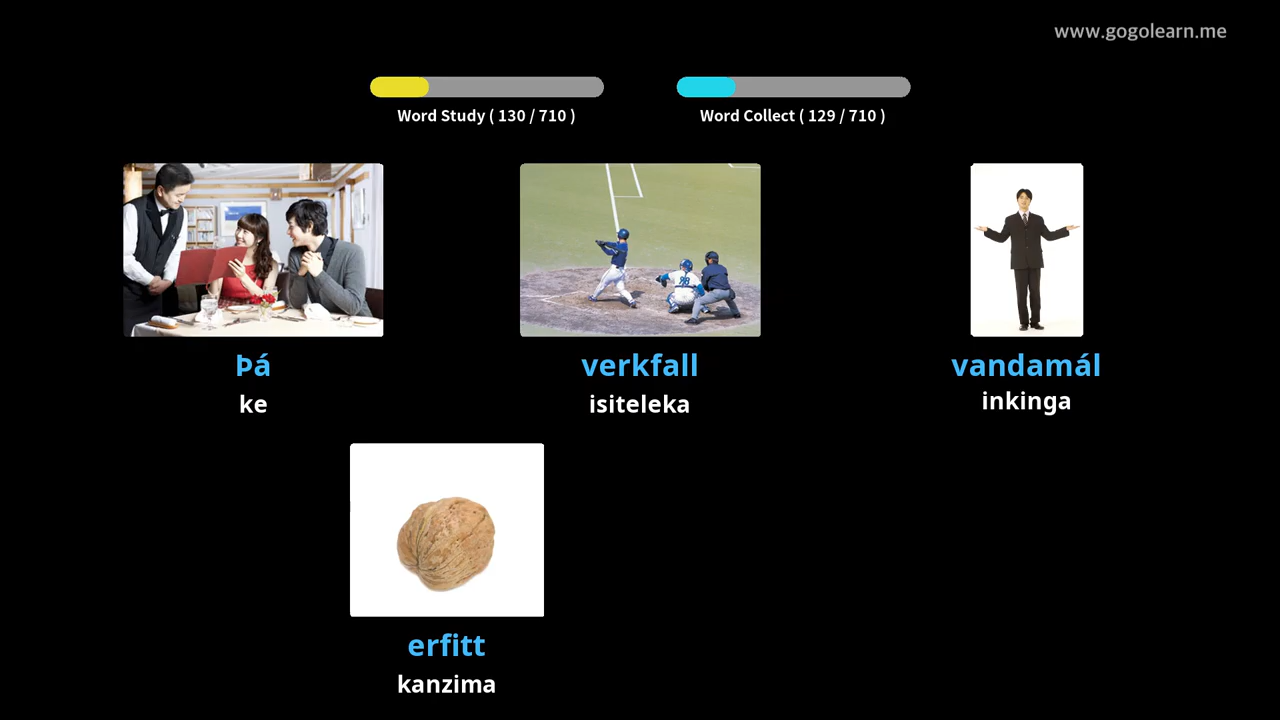 www.gogolearn.me
Word Study ( 130 / 710 )
Word Collect ( 129 / 710 )
Þá
ke
verkfall
isiteleka
vandamál
inkinga
erfitt
kanzima